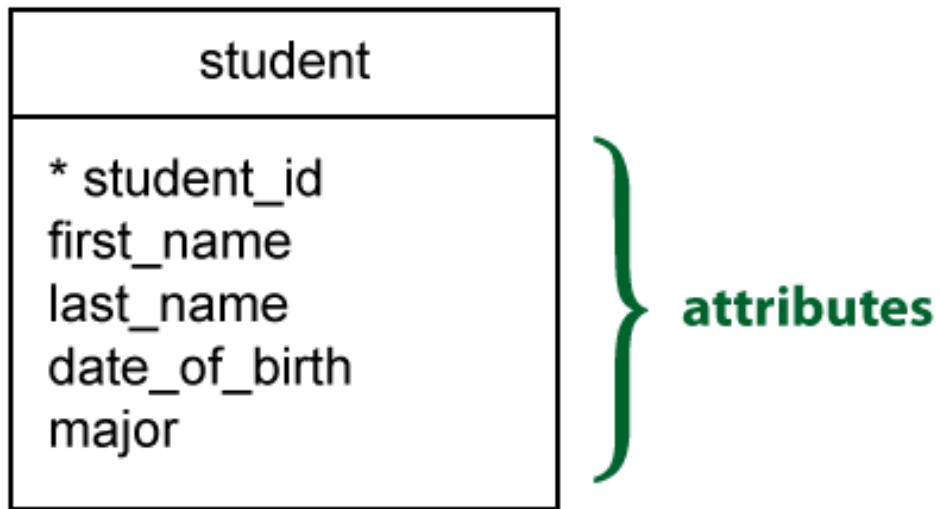 student
* student_id
first_name
last_name
date_of_birth
major
attributes